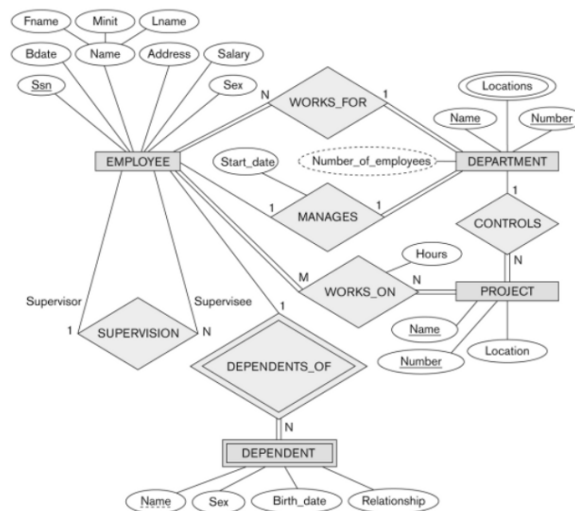 Fname Minit Lname
Bdate Name Address Salary
Ssn Sex
Locations
Name Number
N 1
WORKS_FOR
EMPLOYEE
Start_date
Number_of_employees
DEPARTMENT
1 1
MANAGES
1
CONTROLS
Hours
M N
WORKS_ON
N
PROJECT
Supervisor Supervisee
1 N
SUPERVISION
1
Name
Number
Location
DEPENDENTS_OF
N
DEPENDENT
Name Sex Birth_date Relationship